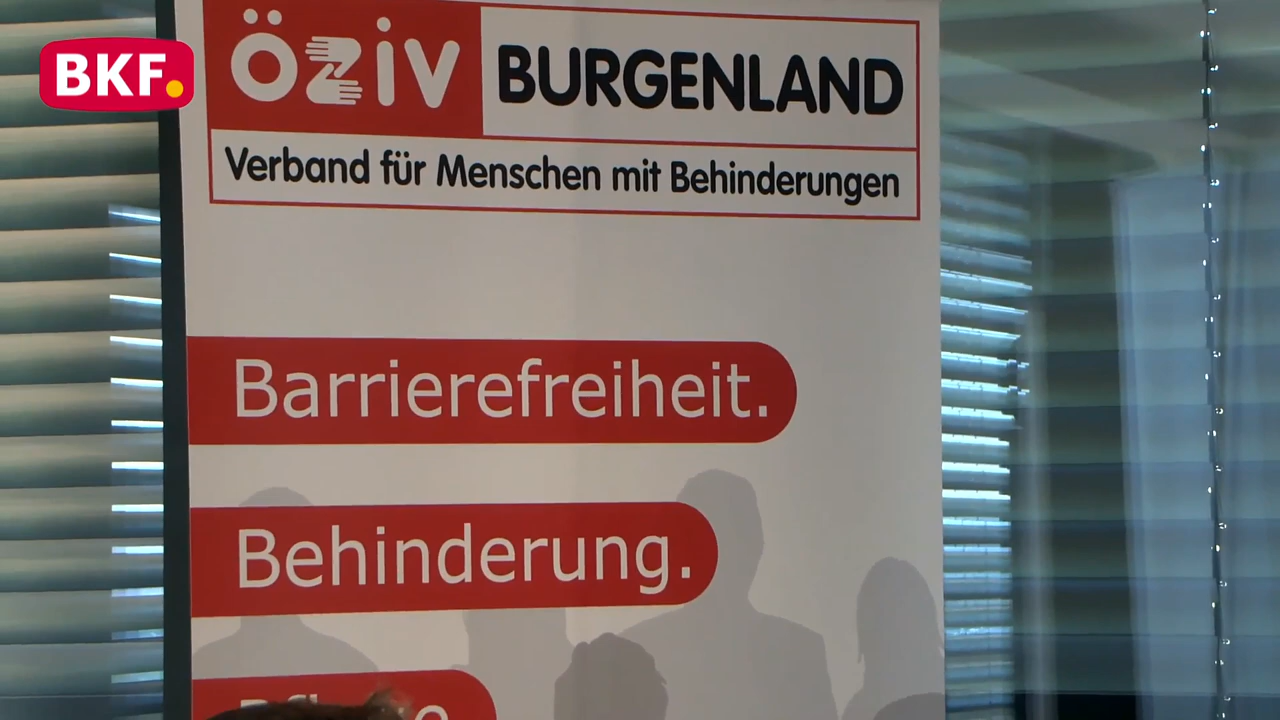 BKF.
ÖZIV BURGENLAND
Verband für Menschen mit Behinderungen
Barrierefreiheit.
Behinderung.